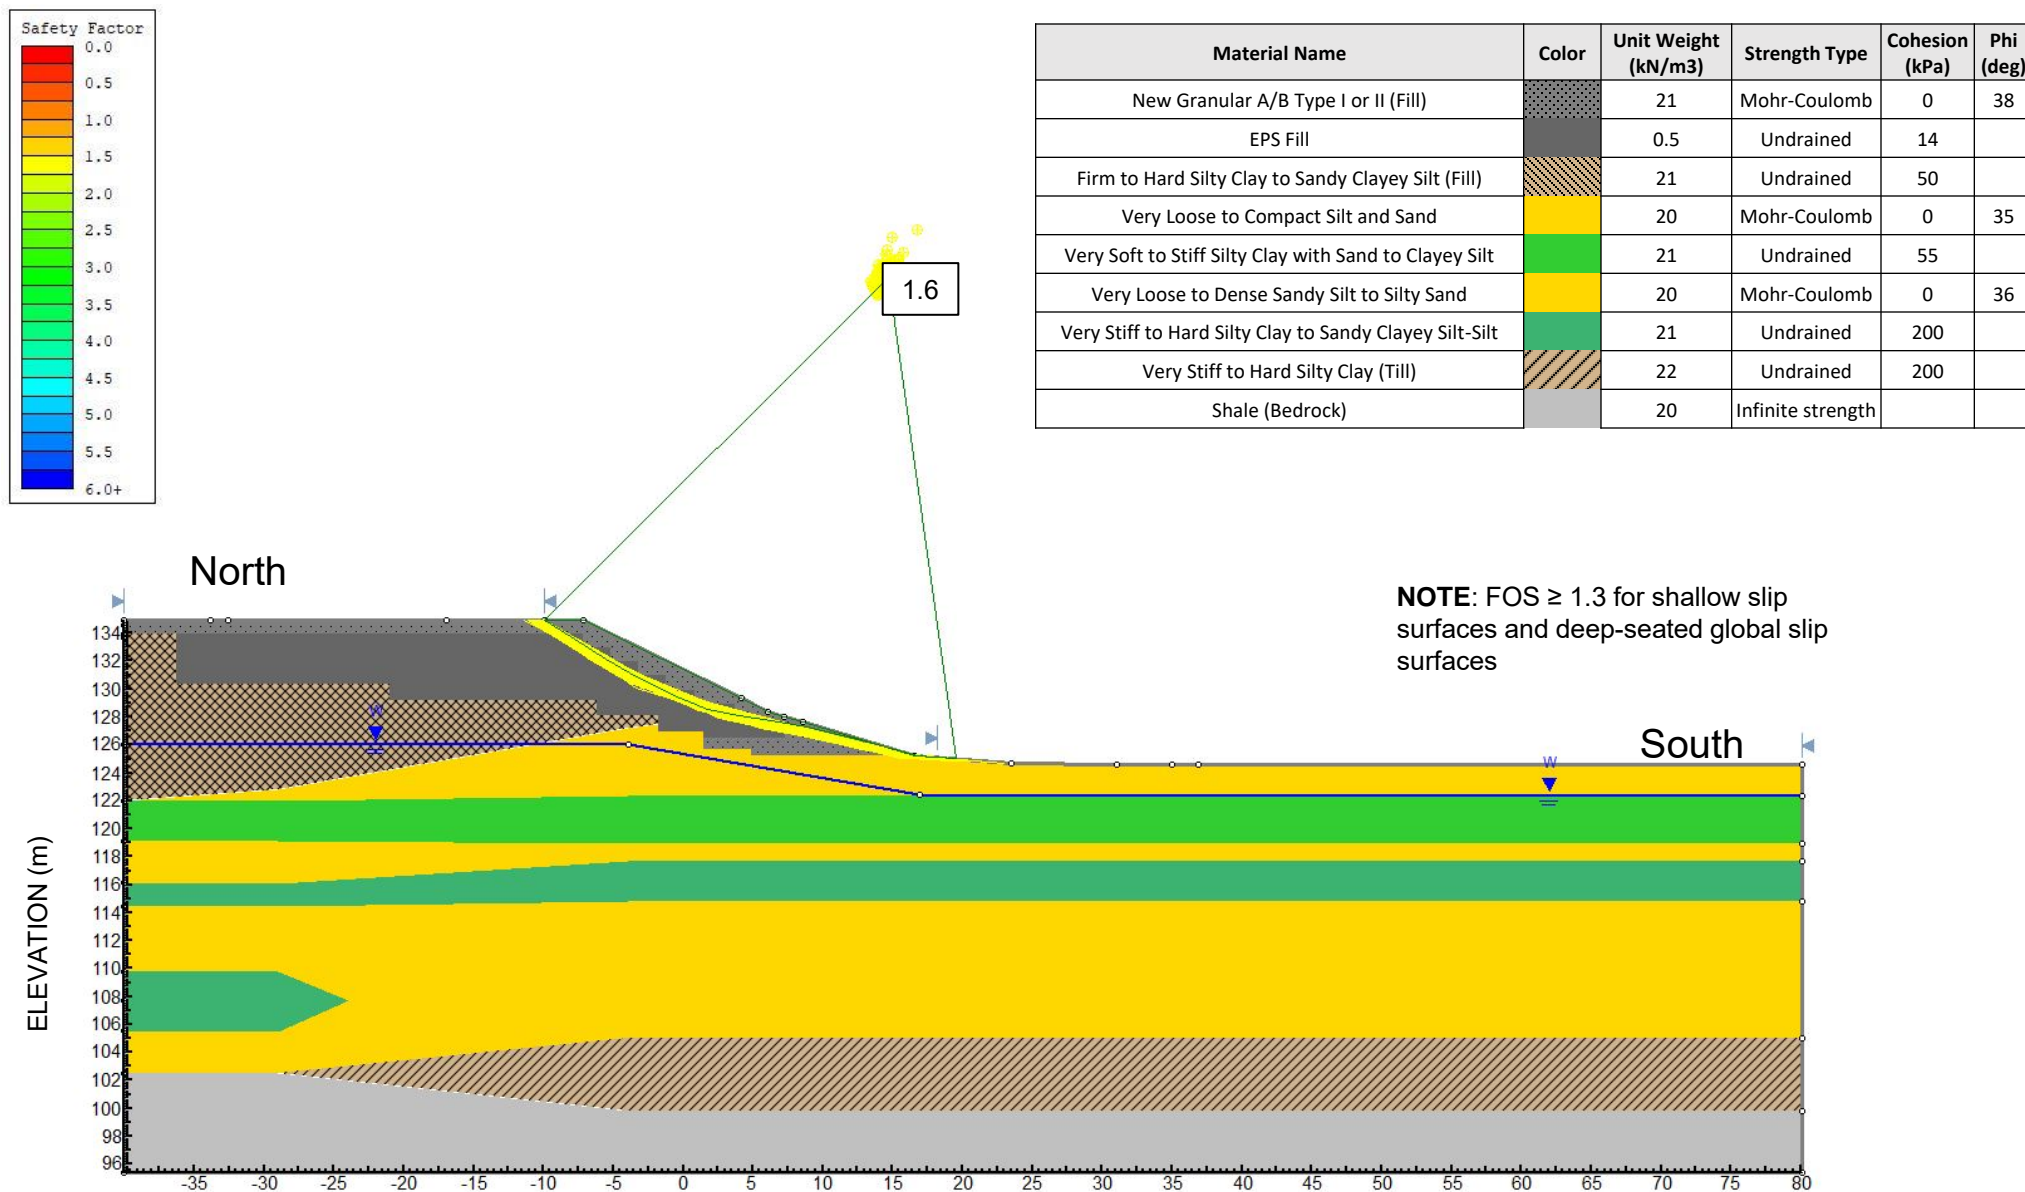 Safety Factor
0.0
0.5
1.0
1.5
2.0
2.5
3.0
3.5
4.0
4.5
5.0
5.5
6.0+
Material Name Color Unit Weight (kN/m3) Strength Type Cohesion (kPa) Phi (deg)
New Granular A/B Type I or II (Fill) 21 Mohr-Coulomb 0 38
EPS Fill 0.5 Undrained 14
Firm to Hard Silty Clay to Sandy Clayey Silt (Fill) 21 Undrained 50
Very Loose to Compact Silt and Sand 20 Mohr-Coulomb 0 35
Very Soft to Stiff Silty Clay with Sand to Clayey Silt 21 Undrained 55
Very Loose to Dense Sandy Silt to Silty Sand 20 Mohr-Coulomb 0 36
Very Stiff to Hard Silty Clay to Sandy Clayey Silt-Silt 21 Undrained 200
Very Stiff to Hard Silty Clay (Till) 22 Undrained 200
Shale (Bedrock) 20 Infinite strength
1.6
North
NOTE: FOS ≥ 1.3 for shallow slip
surfaces and deep-seated global slip
surfaces
South
W
W
ELEVATION (m)
134
132
130
128
126
124
122
120
118
116
114
112
110
108
106
104
102
100
98
96
-35 -30 -25 -20 -15 -10 -5 0 5 10 15 20 25 30 35 40 45 50 55 60 65 70 75 80